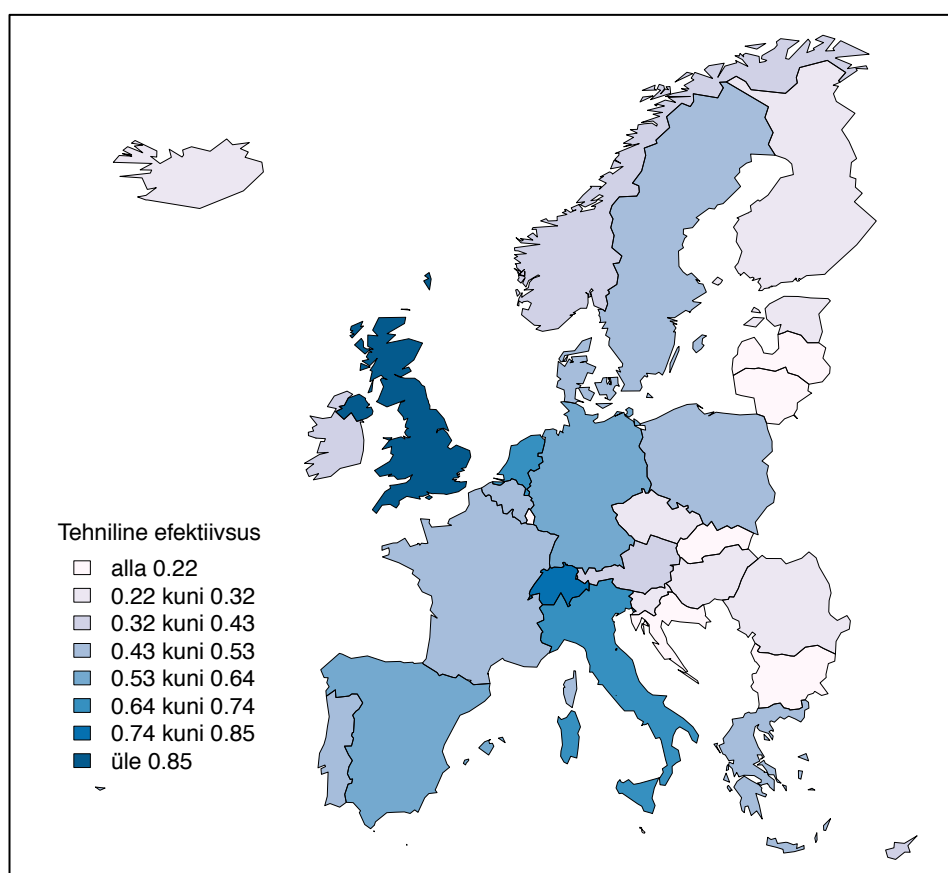 Tehniline efektiivsus
alla 0.22
0.22 kuni 0.32
0.32 kuni 0.43
0.43 kuni 0.53
0.53 kuni 0.64
0.64 kuni 0.74
0.74 kuni 0.85
üle 0.85